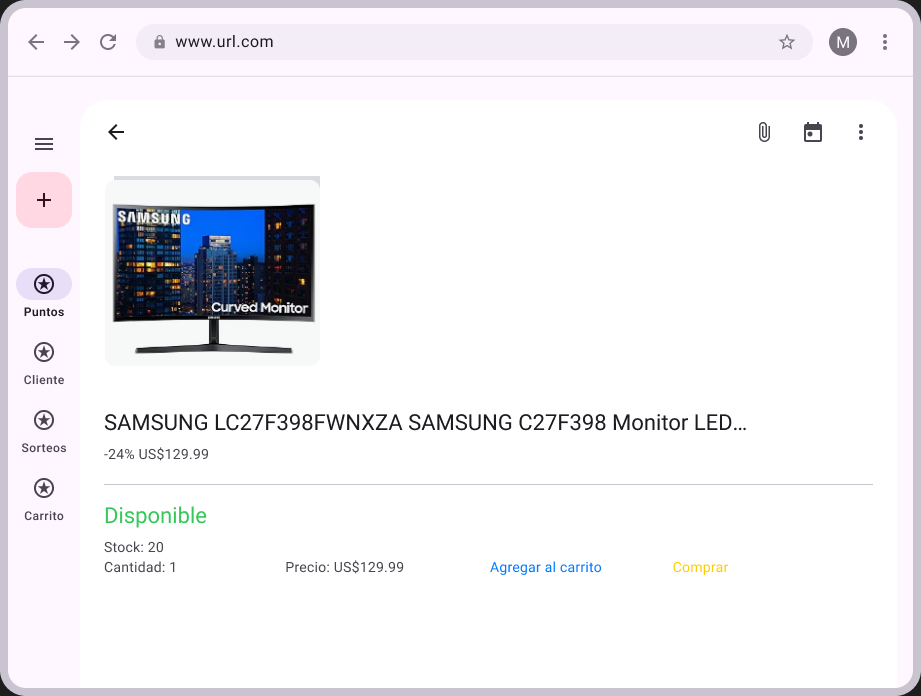 www.url.com
M
Puntos
Cliente
Sorteos
Carrito
SAMSUNG
Curved Monitor
SAMSUNG LC27F398FWNXZA SAMSUNG C27F398 Monitor LED...
-24% US$129.99
Disponible
Stock: 20
Cantidad: 1
Precio: US$129.99
Agregar al carrito
Comprar